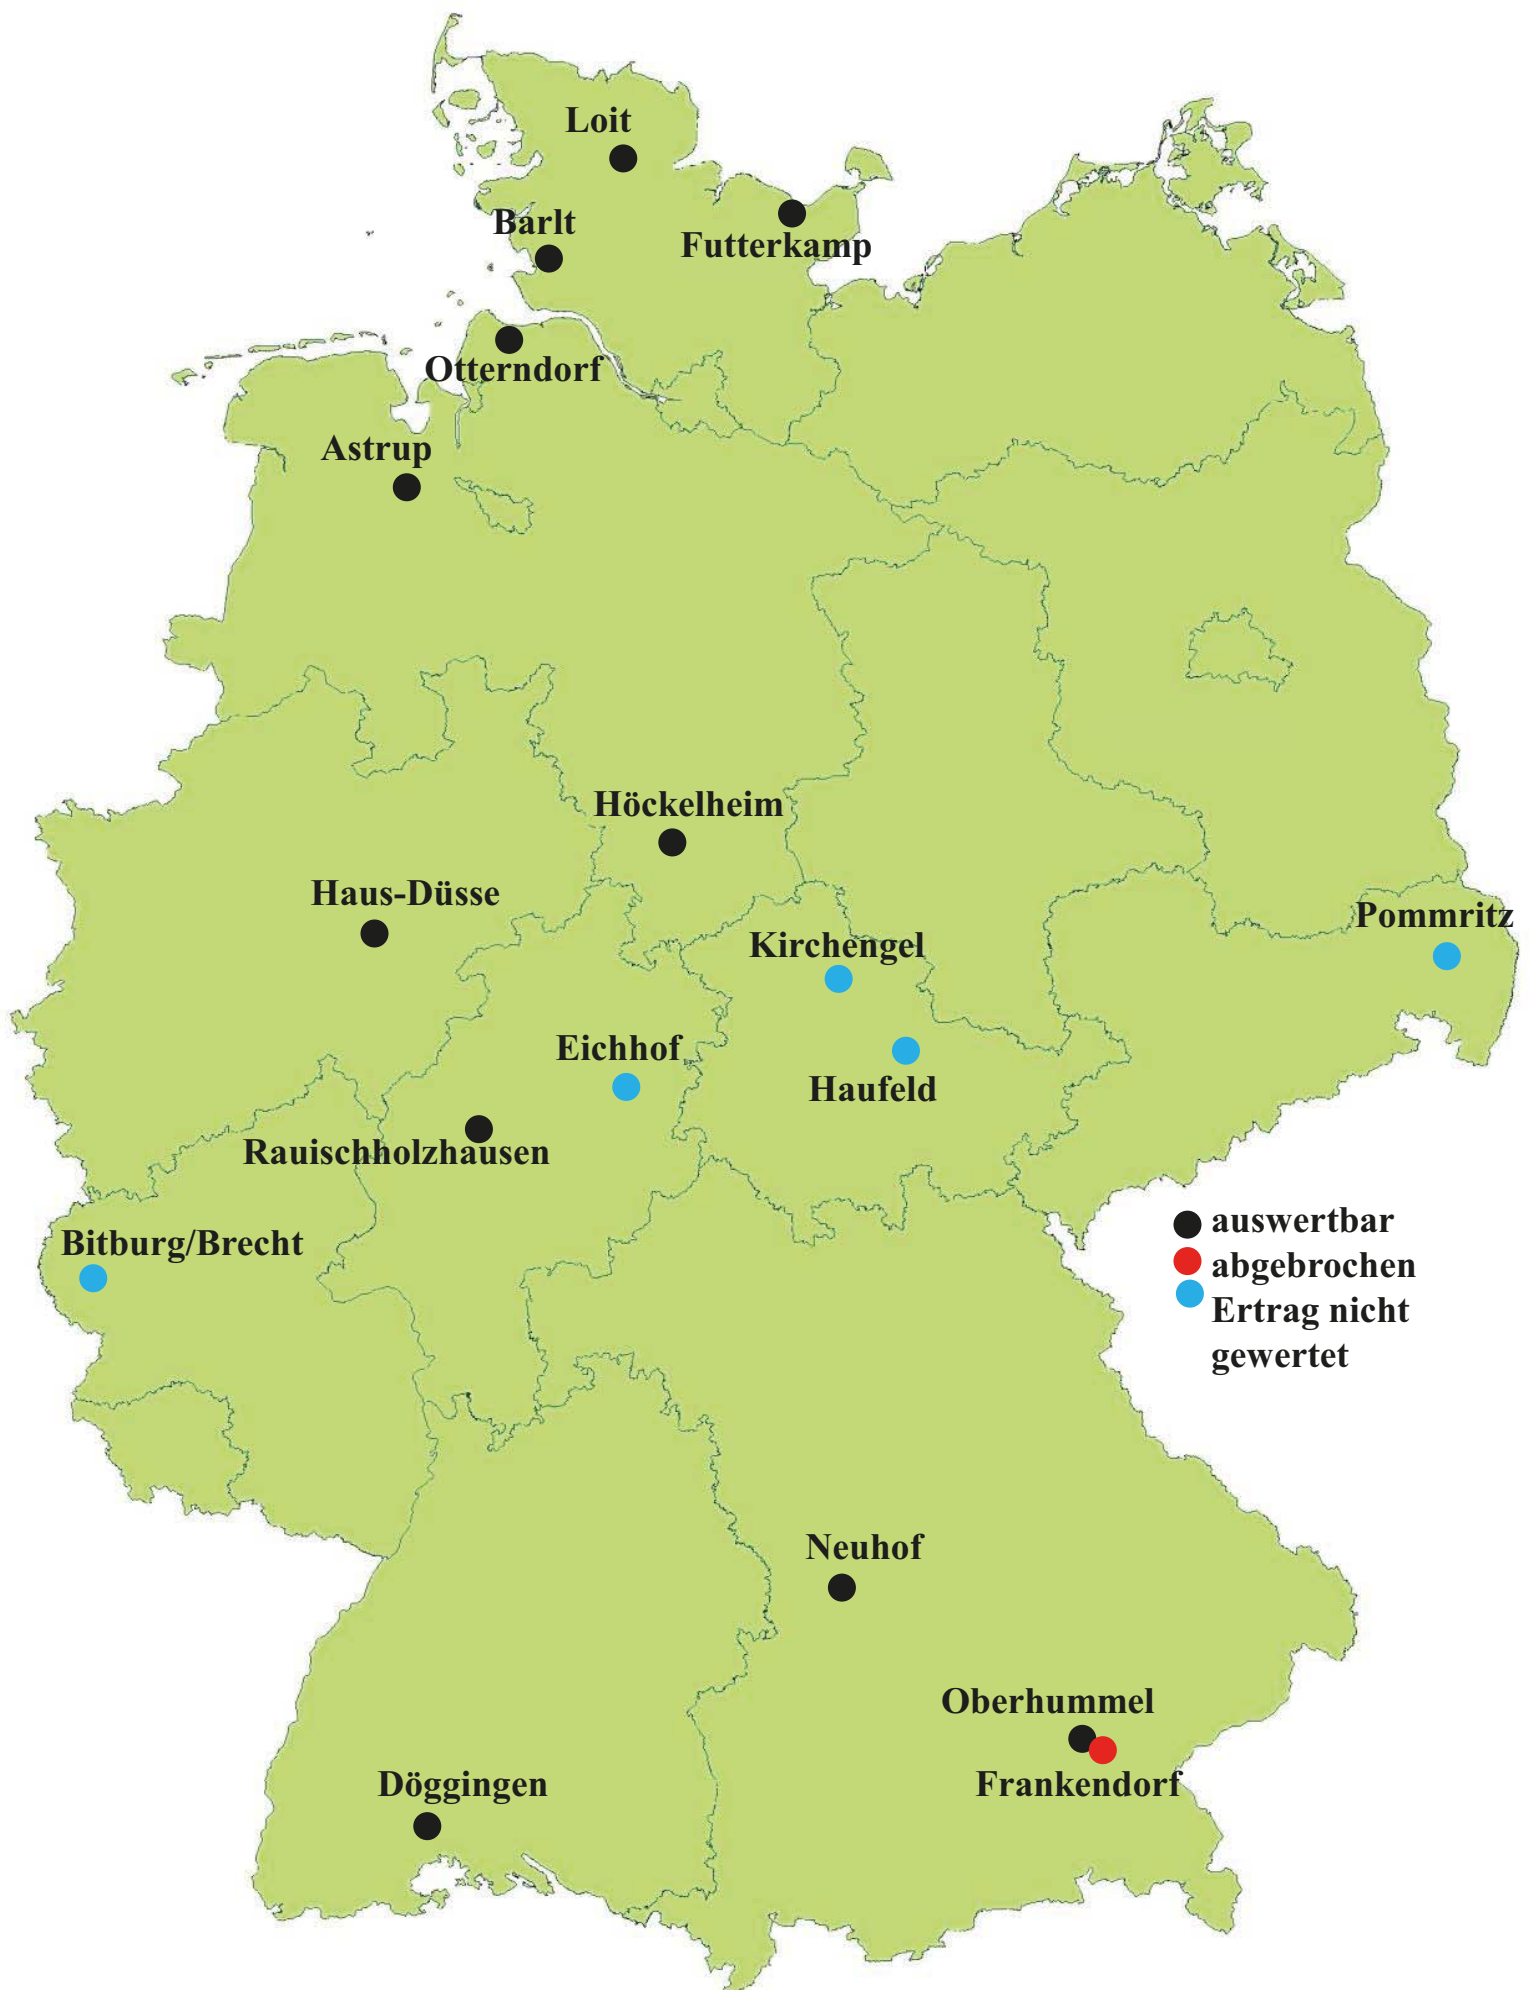 Loit
Barlt
Futterkamp
Otterndorf
Astrup
Höckelheim
Haus-Düsse
Pommritz
Kirchengel
Eichhof
Haufeld
Rauischholzhausen
Bitburg/Brecht
auswertbar
abgebrochen
Ertrag nicht
gewertet
Neuhof
Oberhummel
Frankendorf
Döggingen